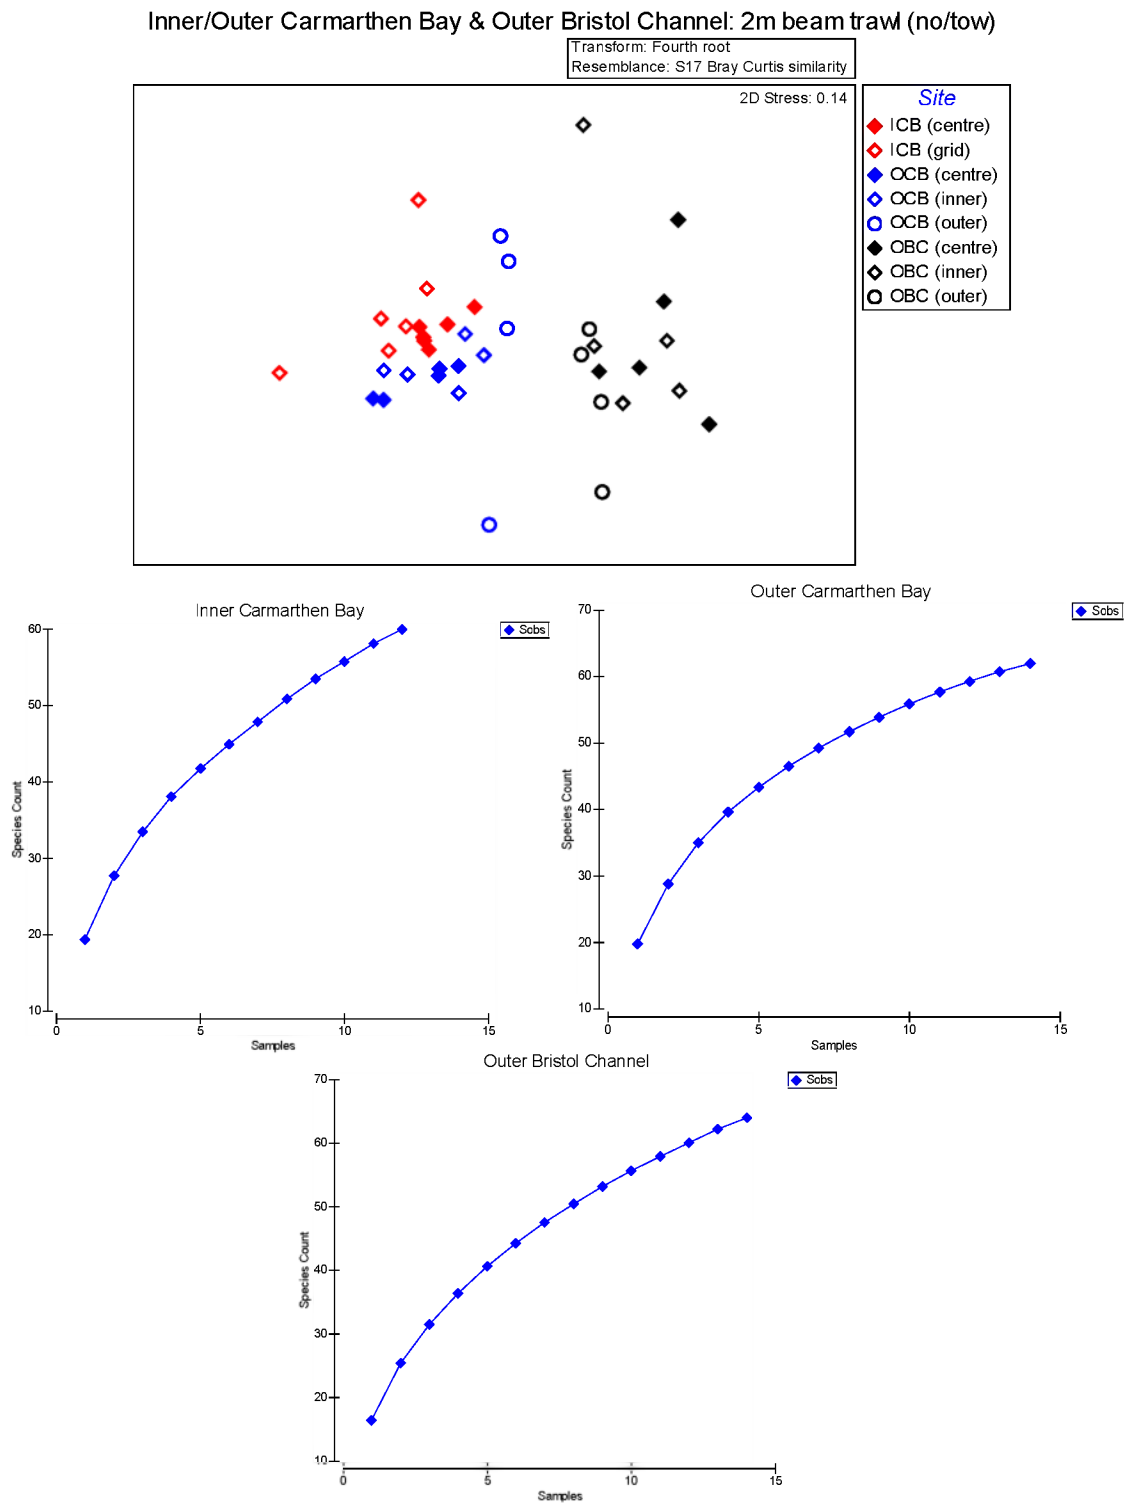 Inner/Outer Carmarthen Bay & Outer Bristol Channel: 2m beam trawl (no/tow)
Transform: Fourth root
Resemblance: S17 Bray Curtis similarity
2D Stress: 0.14
Site
ICB (centre)
ICB (grid)
OCB (centre)
OCB (inner)
OCB (outer)
OBC (centre)
OBC (inner)
OBC (outer)
Inner Carmarthen Bay
Sobs
60
50
40
30
20
10
Species Count
0 5 10 15
Samples
Outer Carmarthen Bay
Sobs
70
60
50
40
30
20
10
Species Count
0 5 10 15
Samples
Outer Bristol Channel
Sobs
70
60
50
40
30
20
10
Species Count
0 5 10 15
Samples